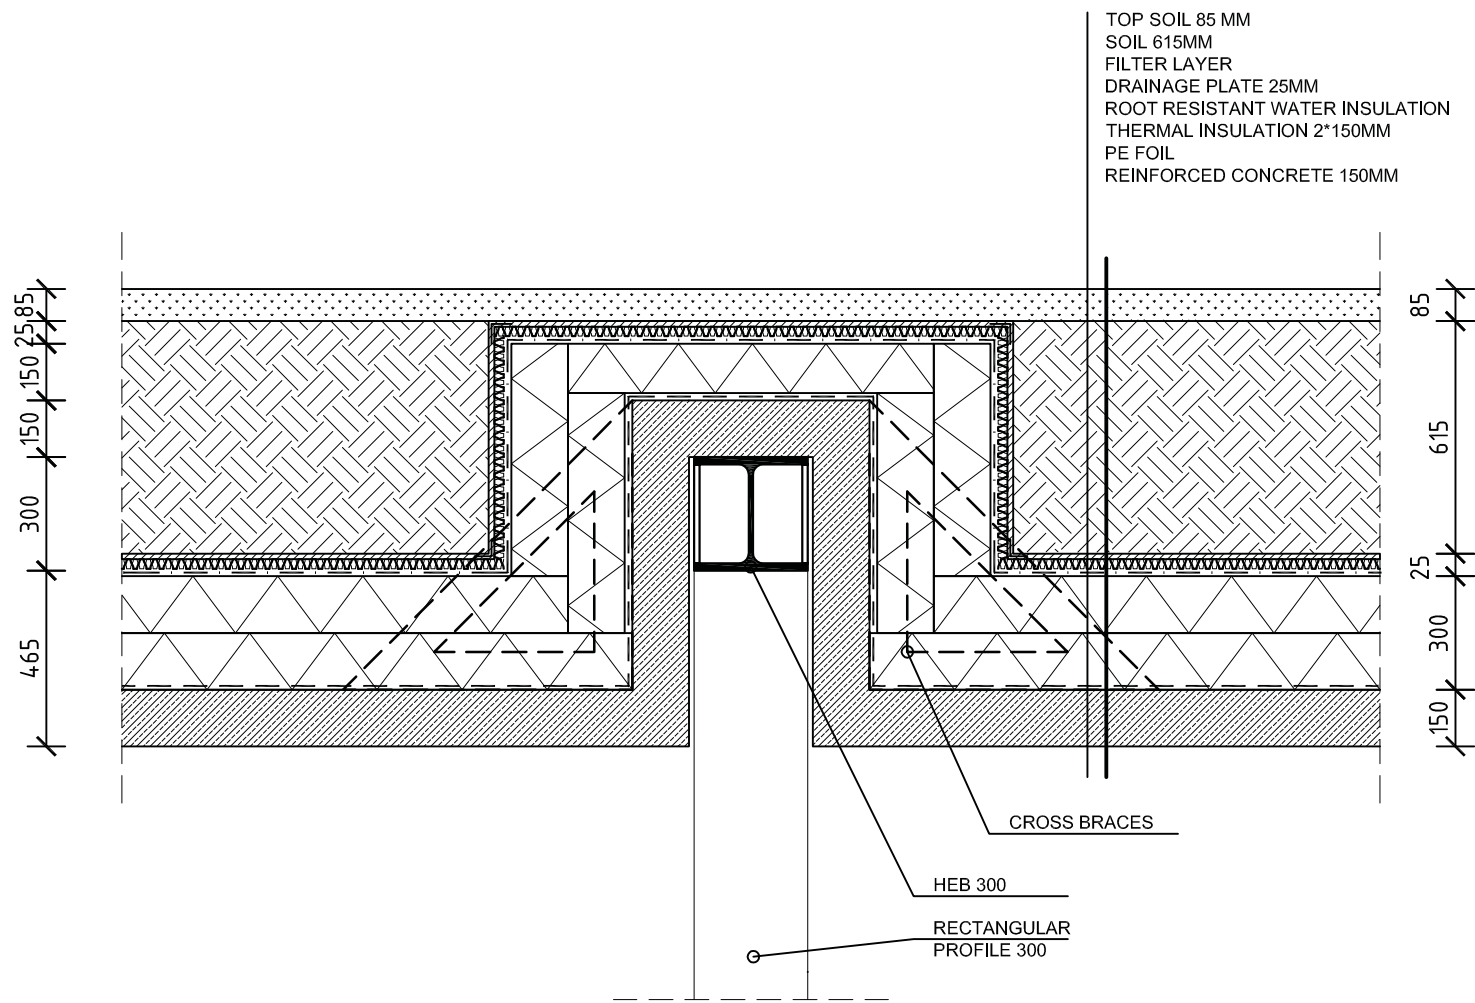 TOP SOIL 85 MM
SOIL 615MM
FILTER LAYER
DRAINAGE PLATE 25MM
ROOT RESISTANT WATER INSULATION
THERMAL INSULATION 2*150MM
PE FOIL
REINFORCED CONCRETE 150MM
85
25
150
150
300
465
85
615
25
300
150
CROSS BRACES
HEB 300
RECTANGULAR
PROFILE 300